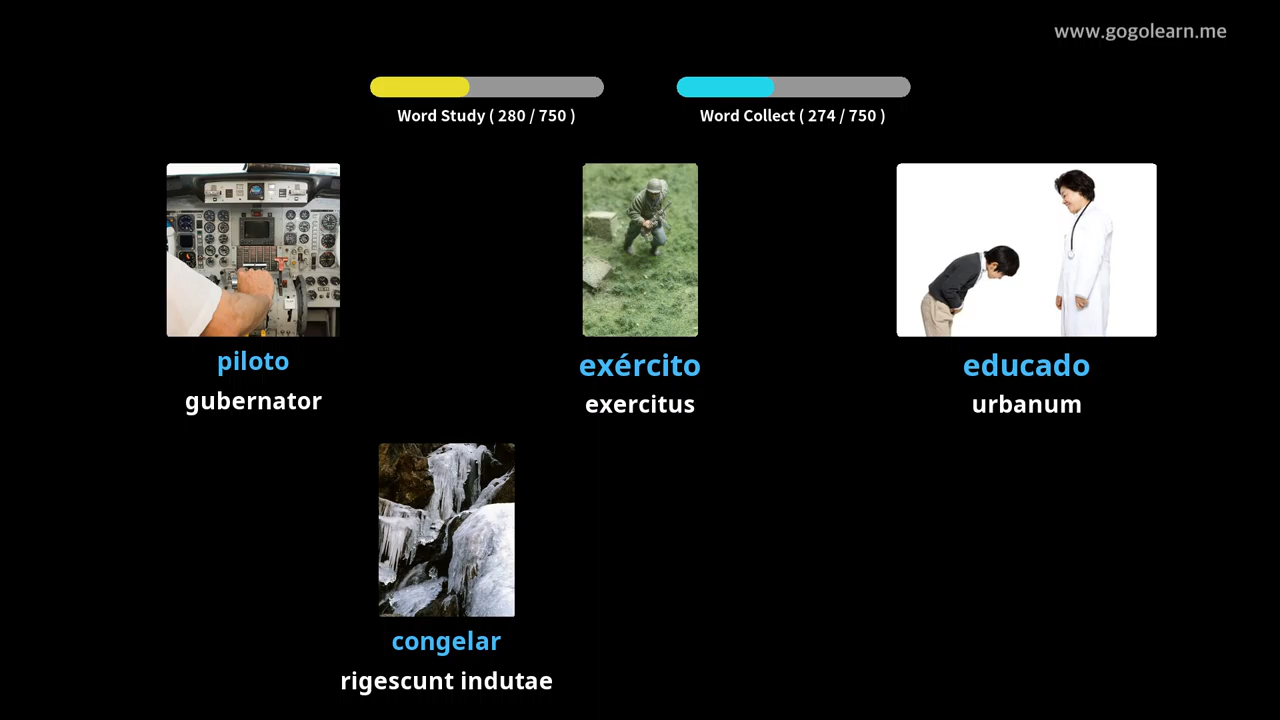 www.gogolearn.me
Word Study ( 280 / 750 )
Word Collect ( 274 / 750 )
piloto
gubernator
exército
exercitus
educado
urbanum
congelar
rigescunt indutae